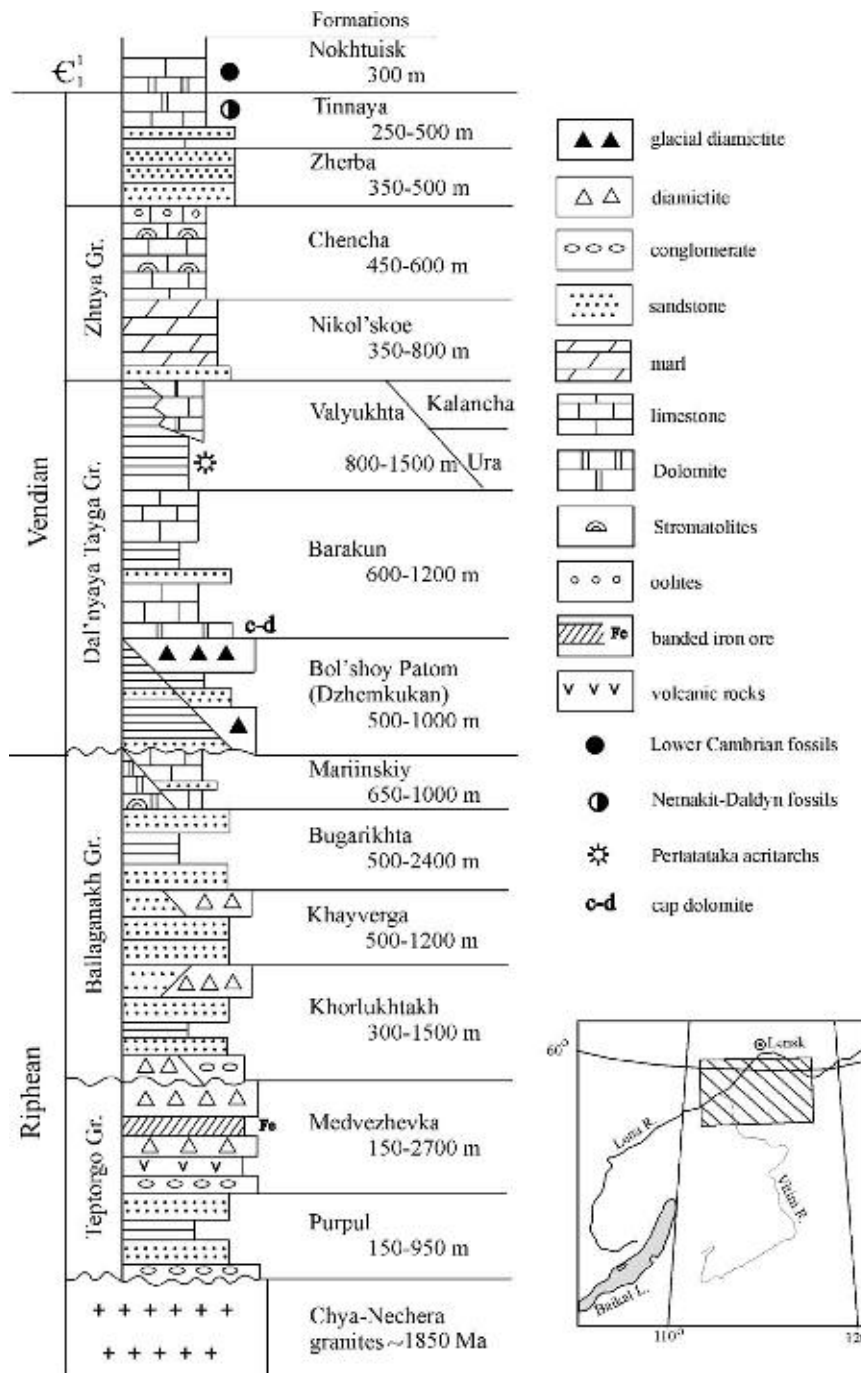 Formations
Є¹₁
Nokhtuisk
300 m
Tinnaya
250-500 m
Zherba
350-500 m
Chencha
450-600 m
Nikol'skoe
350-800 m
Valyukhta
Kalancha
800-1500 m
Ura
Barakun
600-1200 m
c-d
Bol'shoy Patom
(Dzhemkukan)
500-1000 m
Mariinskiy
650-1000 m
Bugarikhta
500-2400 m
Khayverga
500-1200 m
Khorlukhtakh
300-1500 m
Fe
Medvezhevka
150-2700 m
Purpul
150-950 m
Chya-Nechera
granites ~1850 Ma
Vendian
Riphean
Zhuya Gr.
Dal'nyaya Tayga Gr.
Ballaganakh Gr.
Teptorgo Gr.
glacial diamictite
diamictite
conglomerate
sandstone
marl
limestone
Dolomite
Stromatolites
oolites
Fe
banded iron ore
volcanic rocks
Lower Cambrian fossils
Nemakit-Daldyn fossils
Pertatataka acritarchs
c-d
cap dolomite
60°
Lensk
Lena R.
Vitim R.
Baikal L.
110°